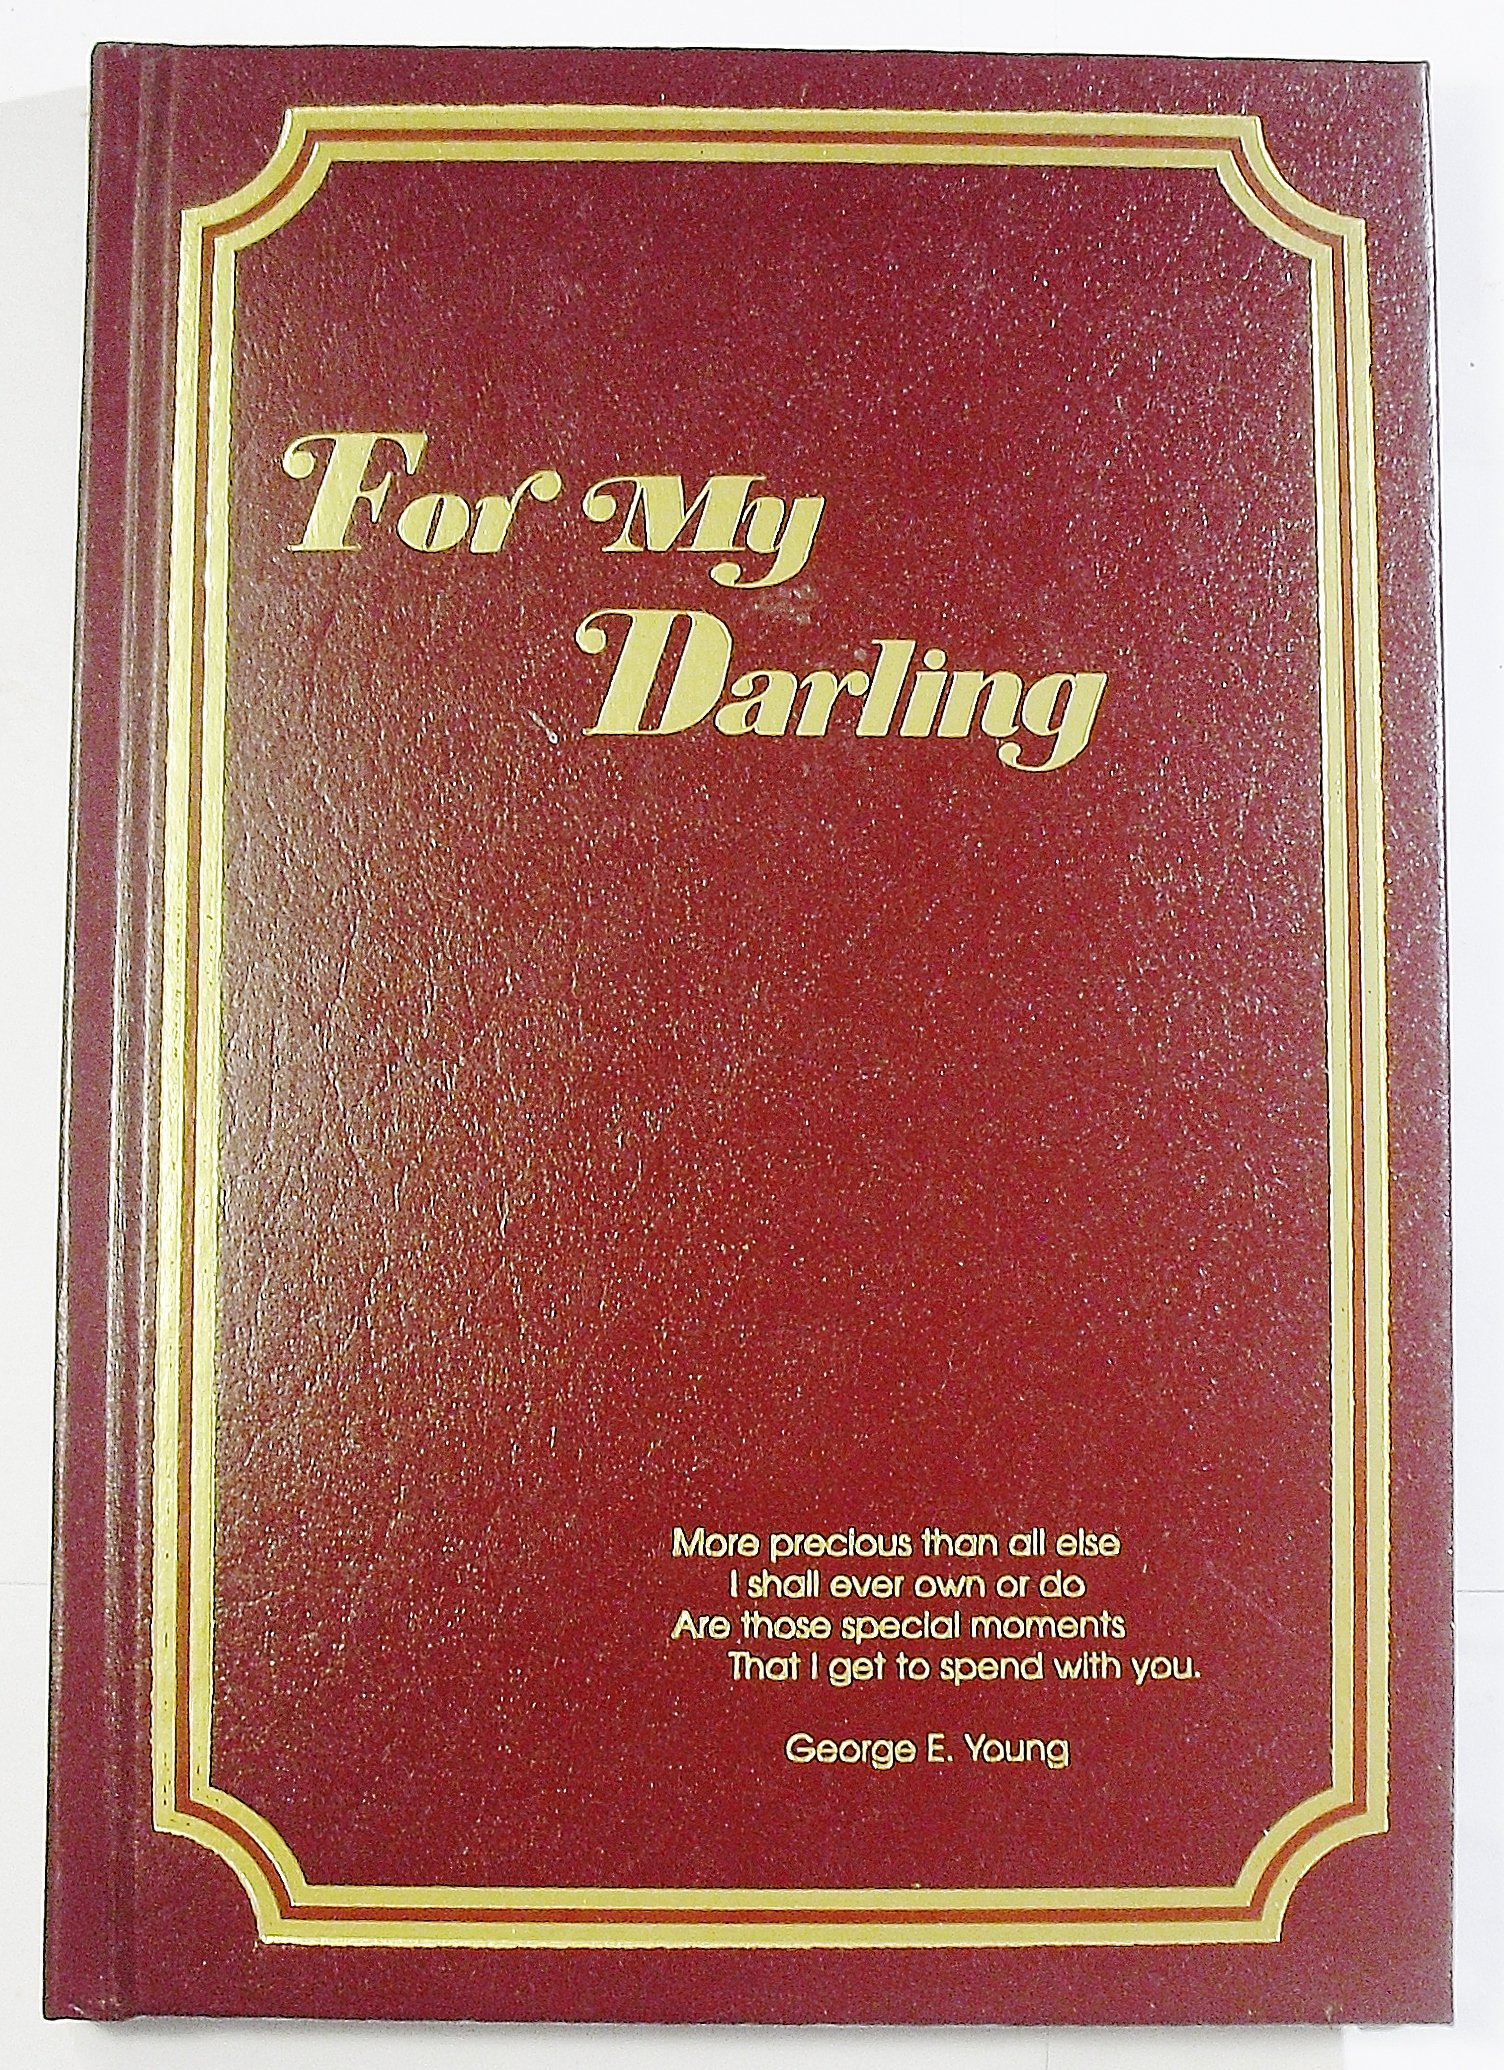 For My
Darling
More precious than all else
I shall ever own or do
Are those special moments
That I get to spend with you.
George E. Young